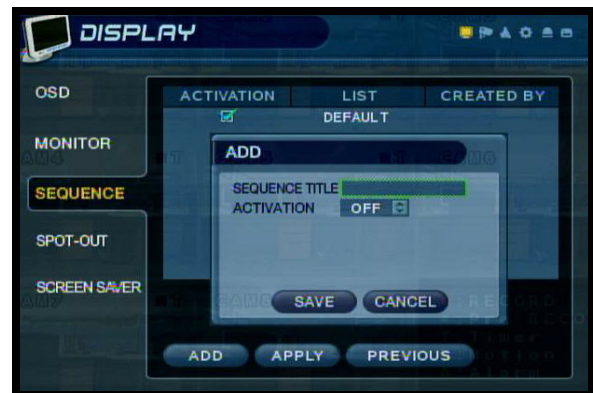 DISPLAY
OSD
MONITOR
SEQUENCE
SPOT-OUT
SCREEN SAVER
ACTIVATION LIST CREATED BY
DEFAULT
ADD
SEQUENCE TITLE
ACTIVATION OFF
SAVE CANCEL
ADD APPLY PREVIOUS